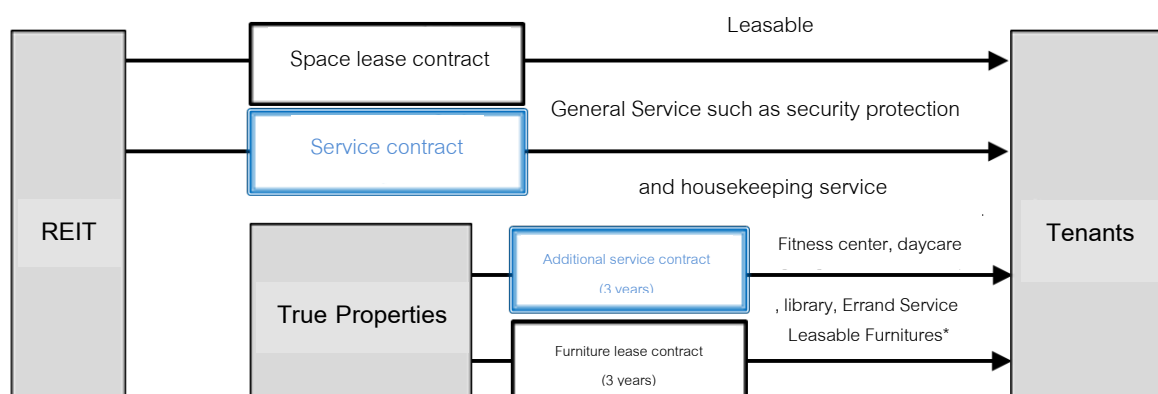 Leasable
Space lease contract
General Service such as security protection
Service contract
and housekeeping service
REIT
Tenants
Fitness center, daycare
Additional service contract
(3 years)
, library, Errand Service
True Properties
Leasable Furnitures*
Furniture lease contract
(3 years)